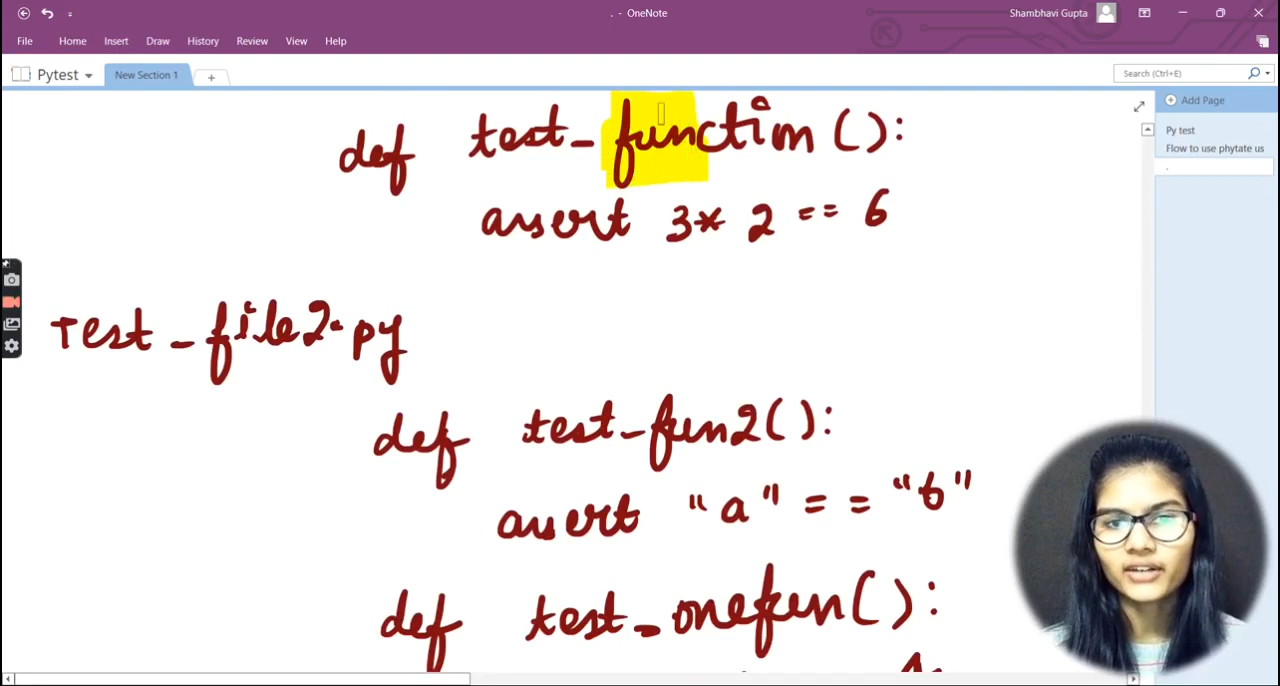 . - OneNote
Shambhavi Gupta
File Home Insert Draw History Review View Help
Pytest
New Section 1
+
Search (Ctrl+E)
Add Page
Py test
Flow to use phytate us
.
def test_function():
assert 3* 2 == 6
Test_file2.py
def test_fun2():
assert "a" == "b"
def test_onefun():